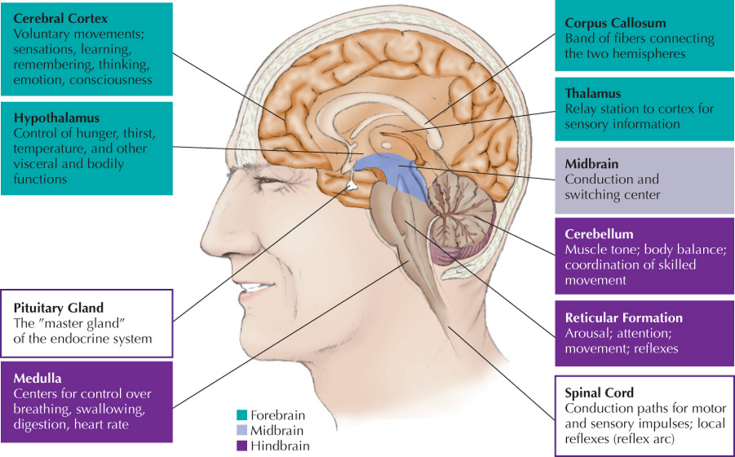 Cerebral Cortex
Voluntary movements;
sensations, learning,
remembering, thinking,
emotion, consciousness
Hypothalamus
Control of hunger, thirst,
temperature, and other
visceral and bodily
functions
Pituitary Gland
The “master gland”
of the endocrine system
Medulla
Centers for control over
breathing, swallowing,
digestion, heart rate
Corpus Callosum
Band of fibers connecting
the two hemispheres
Thalamus
Relay station to cortex for
sensory information
Midbrain
Conduction and
switching center
Cerebellum
Muscle tone; body balance;
coordination of skilled
movement
Reticular Formation
Arousal; attention;
movement; reflexes
Spinal Cord
Conduction paths for motor
and sensory impulses; local
reflexes (reflex arc)
Forebrain
Midbrain
Hindbrain